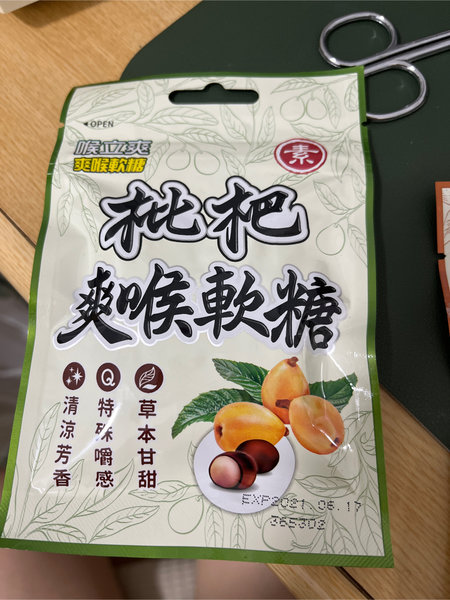 ◄OPEN
喉立爽
爽喉軟糖
素
枇杷
爽喉軟糖
清涼芳香
Q
特殊嚼感
草本甘甜
EXP2021.06.17
365302